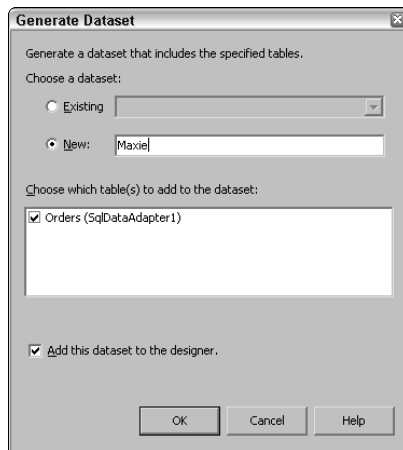 Generate Dataset
Generate a dataset that includes the specified tables.
Choose a dataset:
Existing
New: Maxie
Choose which table(s) to add to the dataset:
Orders (SqlDataAdapter1)
Add this dataset to the designer.
OK Cancel Help